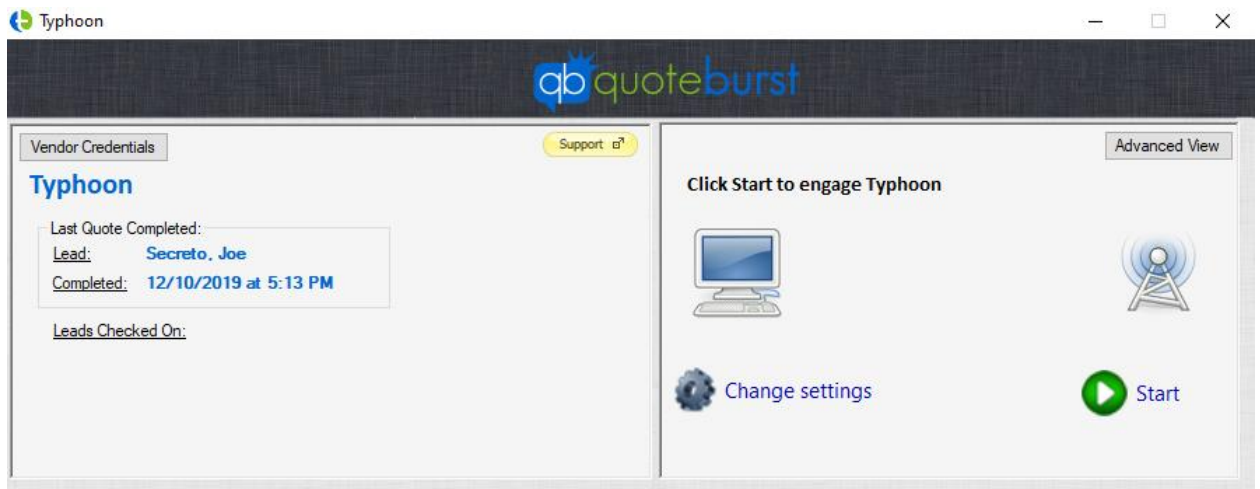 Typhoon
qb quoteburst
Vendor Credentials
Support
Typhoon
Last Quote Completed:
Lead: Secreto, Joe
Completed: 12/10/2019 at 5:13 PM
Leads Checked On:
Advanced View
Click Start to engage Typhoon
Change settings
Start